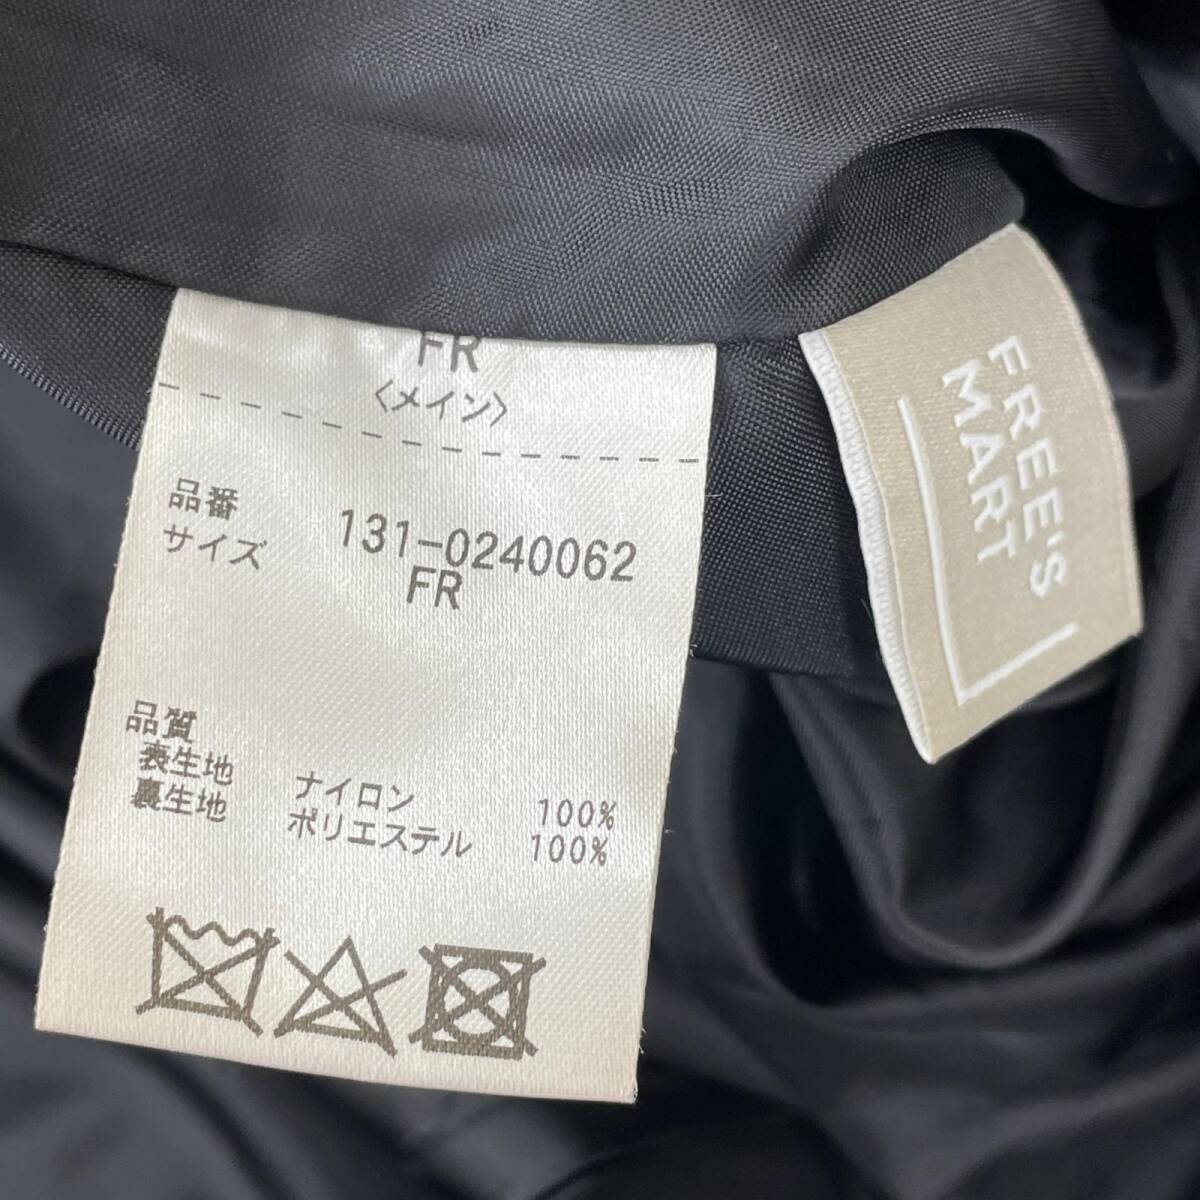 FR
〈メイン〉
品番 131-0240062
サイズ FR
品質
表生地 ナイロン 100%
裏生地 ポリエステル 100%
FREE'S
MART